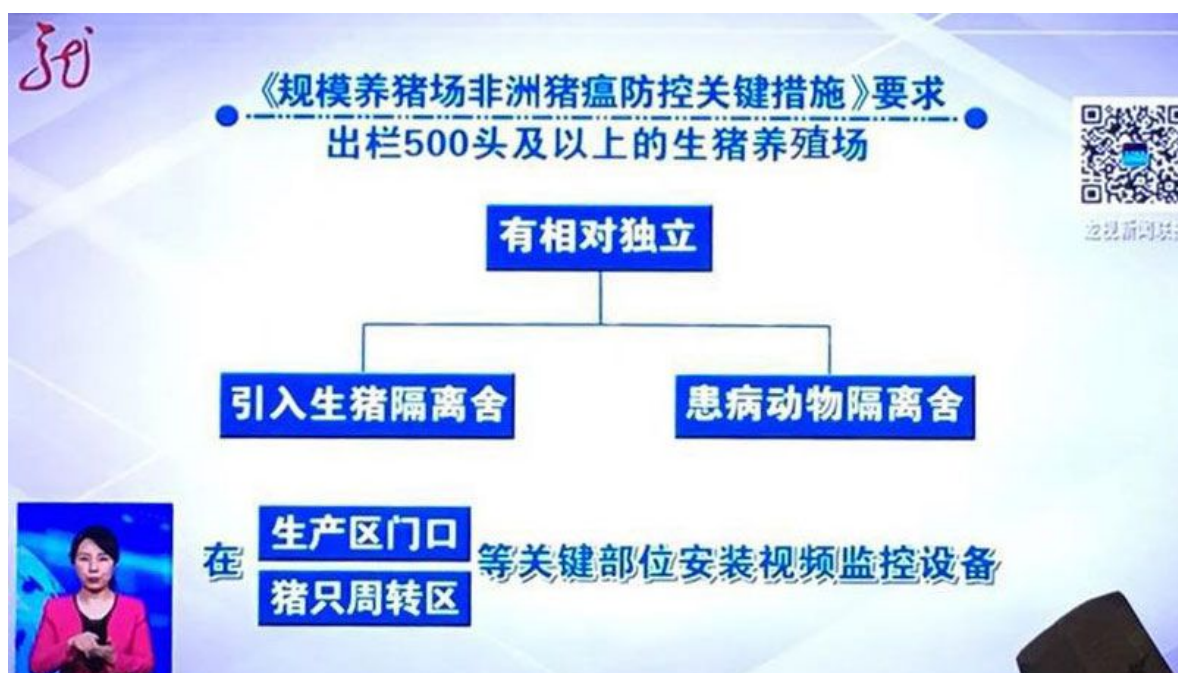 《规模养猪场非洲猪瘟防控关键措施》要求
出栏500头及以上的生猪养殖场
有相对独立
引入生猪隔离舍
患病动物隔离舍
在
生产区门口
猪只周转区
等关键部位安装视频监控设备